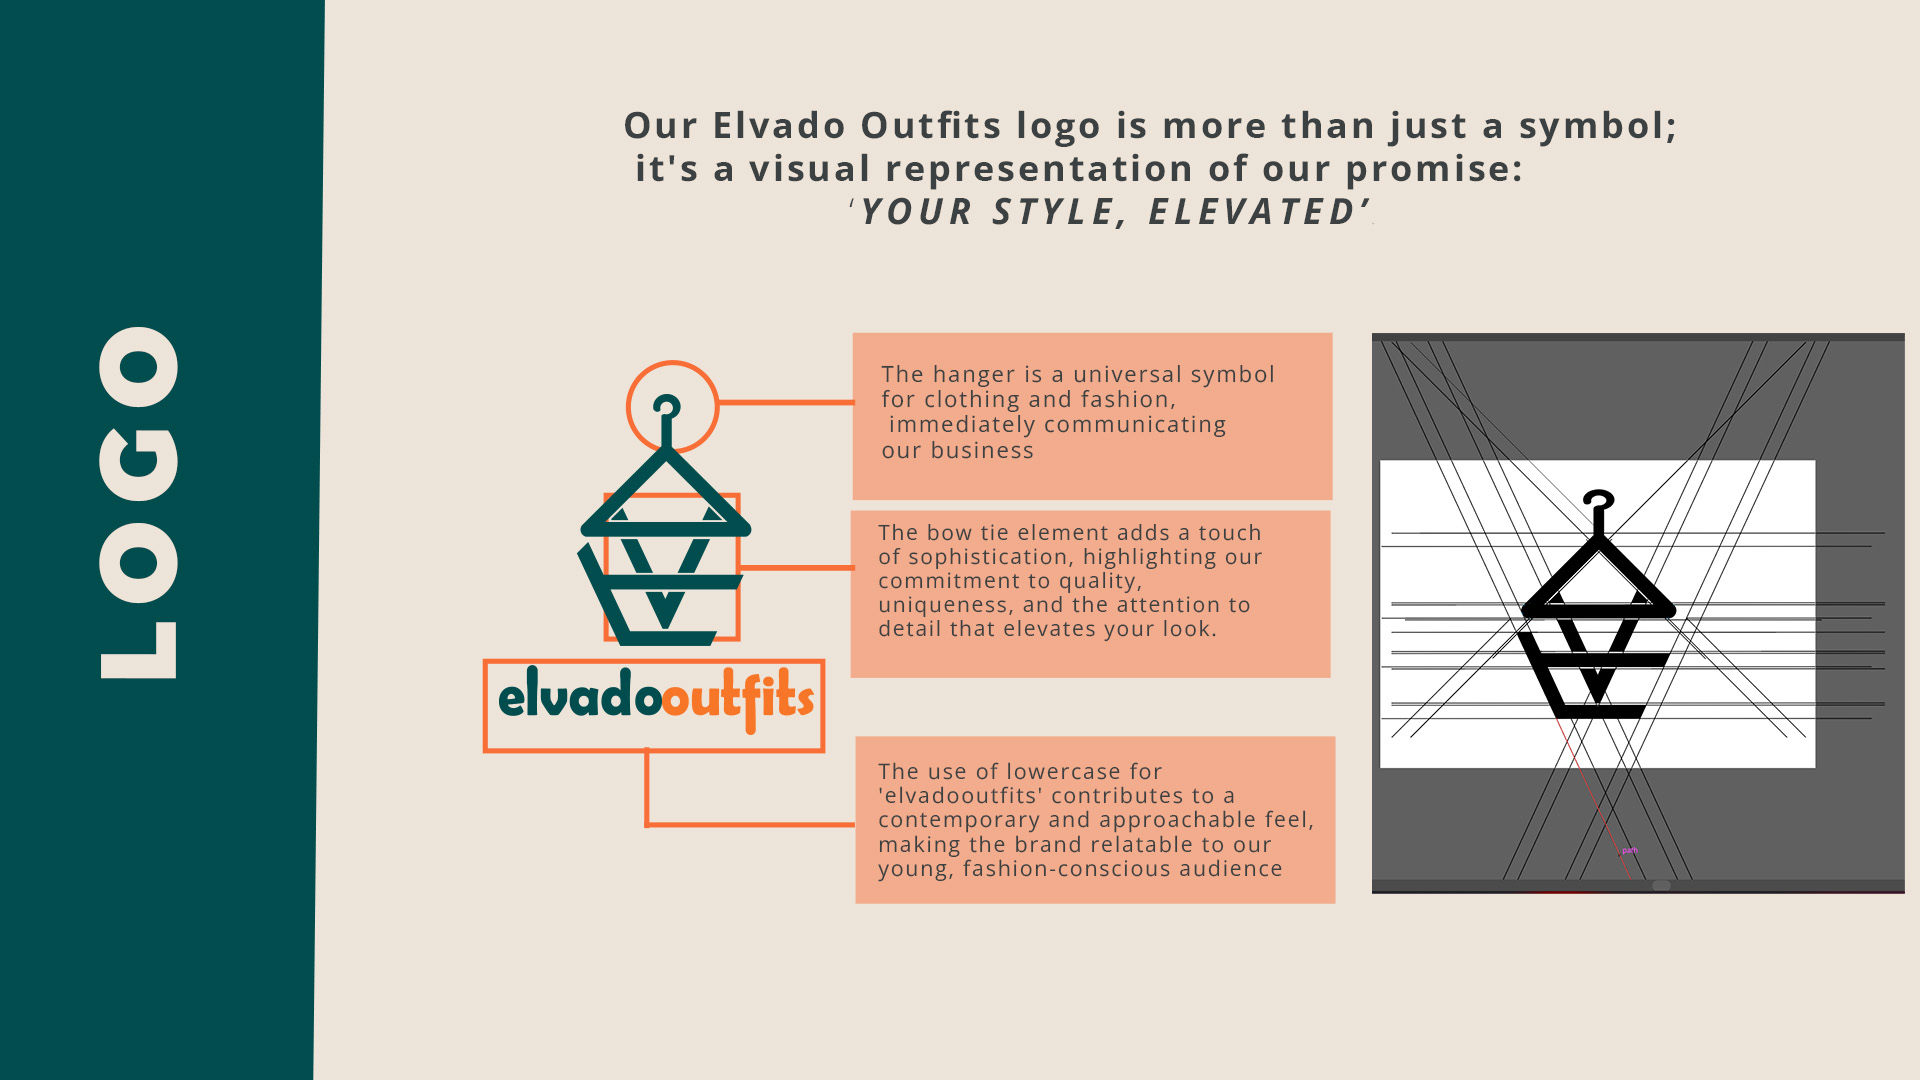 LOGO
Our Elvado Outfits logo is more than just a symbol;
it's a visual representation of our promise:
‘YOUR STYLE, ELEVATED’.
The hanger is a universal symbol
for clothing and fashion,
immediately communicating
our business
The bow tie element adds a touch
of sophistication, highlighting our
commitment to quality,
uniqueness, and the attention to
detail that elevates your look.
elvadooutfits
The use of lowercase for
'elvadooutfits' contributes to a
contemporary and approachable feel,
making the brand relatable to our
young, fashion-conscious audience
path